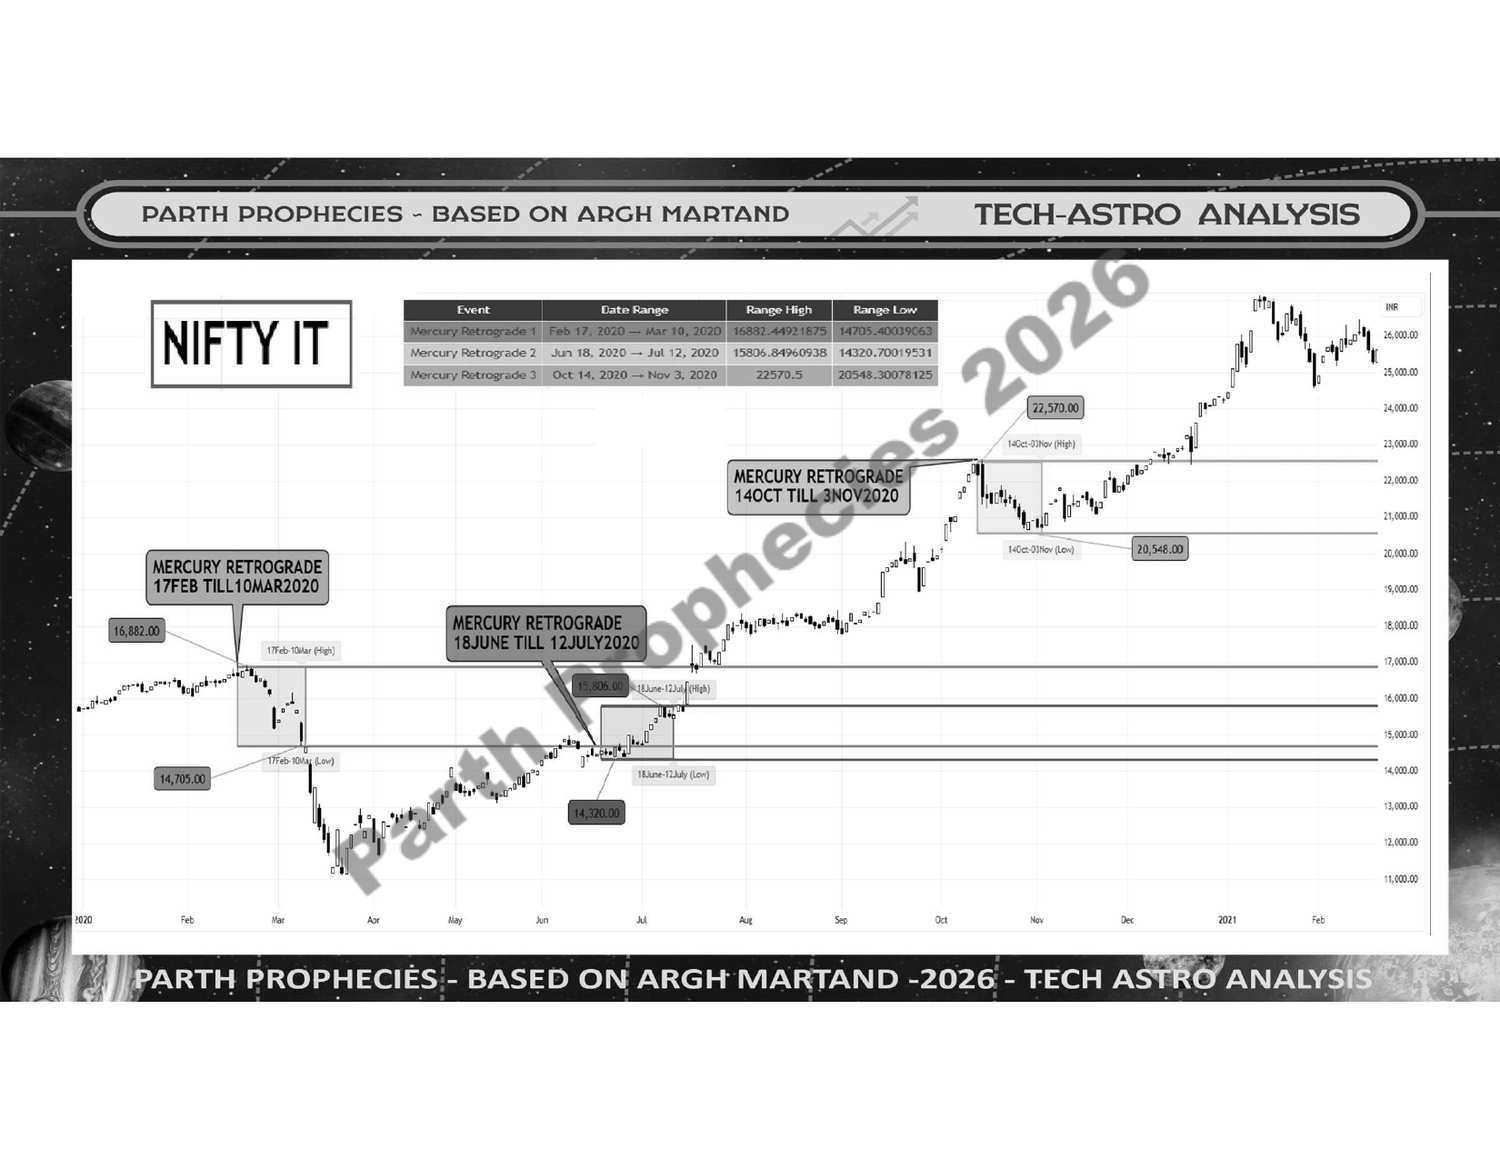 PARTH PROPHECIES ~ BASED ON ARGH MARTAND
TECH-ASTRO ANALYSIS
NIFTY IT
Event Date Range Range High Range Low
Mercury Retrograde 1 Feb 17, 2020 → Mar 10, 2020 16882.44921875 14705.40039063
Mercury Retrograde 2 Jun 18, 2020 → Jul 12, 2020 15806.84960938 14320.70019531
Mercury Retrograde 3 Oct 14, 2020 → Nov 3, 2020 22570.5 20548.30078125
INR
26,000.00
25,000.00
24,000.00
23,000.00
22,000.00
21,000.00
20,000.00
19,000.00
18,000.00
17,000.00
16,000.00
15,000.00
14,000.00
13,000.00
12,000.00
11,000.00
22,570.00
14Oct-03Nov (High)
MERCURY RETROGRADE
14OCT TILL 3NOV2020
14Oct-03Nov (Low)
20,548.00
MERCURY RETROGRADE
17FEB TILL10MAR2020
16,882.00
17Feb-10Mar (High)
MERCURY RETROGRADE
18JUNE TILL 12JULY2020
15,806.00
18June-12July (High)
17Feb-10Mar (Low)
14,705.00
18June-12July (Low)
14,320.00
Parth Prophecies 2026
2020 Feb Mar Apr May Jun Jul Aug Sep Oct Nov Dec 2021 Feb
PARTH PROPHECIES - BASED ON ARGH MARTAND -2026 - TECH ASTRO ANALYSIS